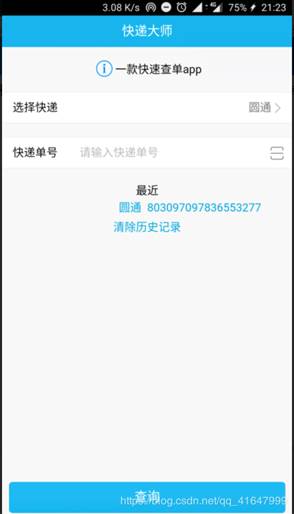 3.08 K/s 75% 21:23
快递大师
一款快速查单app
选择快递 圆通
快递单号 请输入快递单号
最近
圆通 803097097836553277
清除历史记录
查询
https://blog.csdn.net/qq_41647999